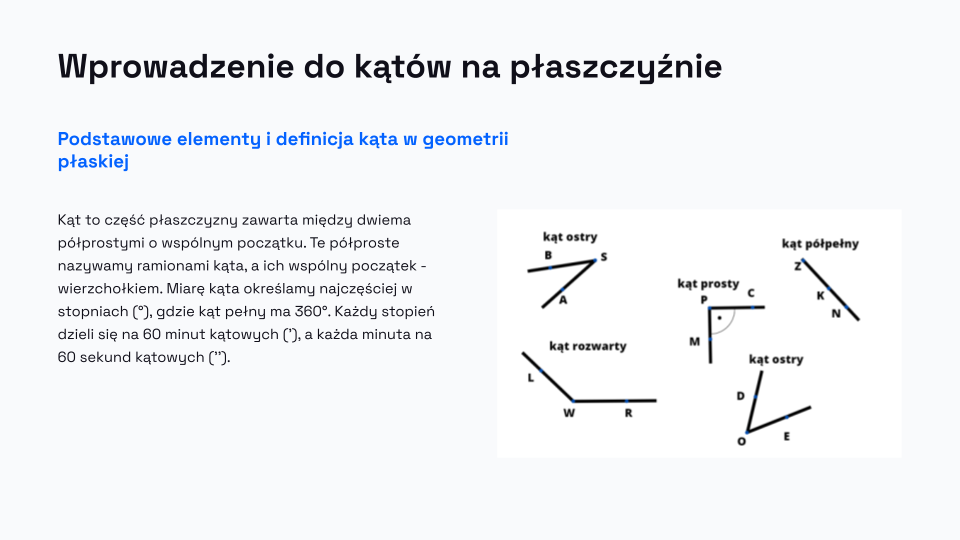 Wprowadzenie do kątów na płaszczyźnie
Podstawowe elementy i definicja kąta w geometrii
płaskiej
Kąt to część płaszczyzny zawarta między dwiema
półprostymi o wspólnym początku. Te półproste
nazywamy ramionami kąta, a ich wspólny początek -
wierzchołkiem. Miarę kąta określamy najczęściej w
stopniach (°), gdzie kąt pełny ma 360°. Każdy stopień
dzieli się na 60 minut kątowych ('), a każda minuta na
60 sekund kątowych ('').
kąt ostry
B
S
A
kąt półpełny
Z
K
N
kąt prosty
P
C
M
kąt rozwarty
L
W
R
kąt ostry
D
O
E